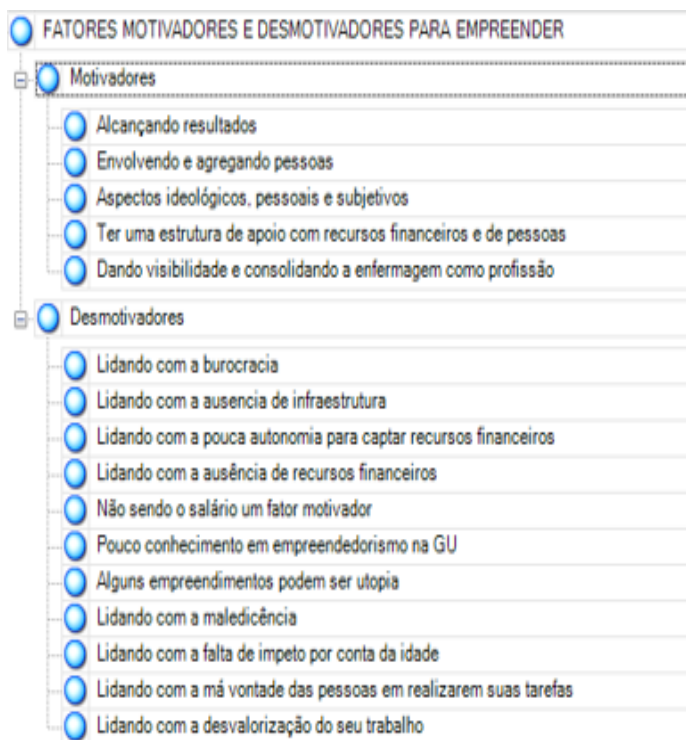 FATORES MOTIVADORES E DESMOTIVADORES PARA EMPREENDER
Motivadores
Alcançando resultados
Envolvendo e agregando pessoas
Aspectos ideológicos, pessoais e subjetivos
Ter uma estrutura de apoio com recursos financeiros e de pessoas
Dando visibilidade e consolidando a enfermagem como profissão
Desmotivadores
Lidando com a burocracia
Lidando com a ausencia de infraestrutura
Lidando com a pouca autonomia para captar recursos financeiros
Lidando com a ausência de recursos financeiros
Não sendo o salário um fator motivador
Pouco conhecimento em empreendedorismo na GU
Alguns empreendimentos podem ser utopia
Lidando com a maledicência
Lidando com a falta de impeto por conta da idade
Lidando com a má vontade das pessoas em realizarem suas tarefas
Lidando com a desvalorização do seu trabalho